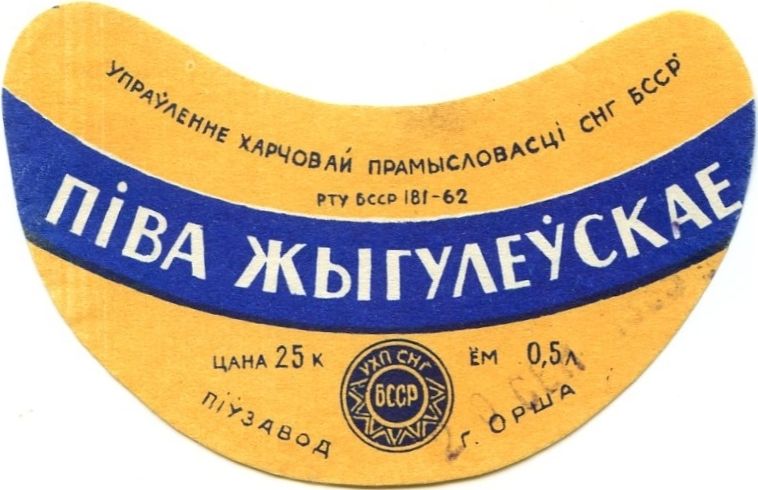 УПРАЎЛЕННЕ ХАРЧОВАЙ ПРАМЫСЛОВАСЦІ СНГ БССР
РТУ БССР 181-62
ПІВА ЖЫГУЛЕЎСКАЕ
ЦАНА 25 К
УХП СНГ
БССР
ЁМ 0,5 Л
ПІЎЗАВОД
Г. ОРША